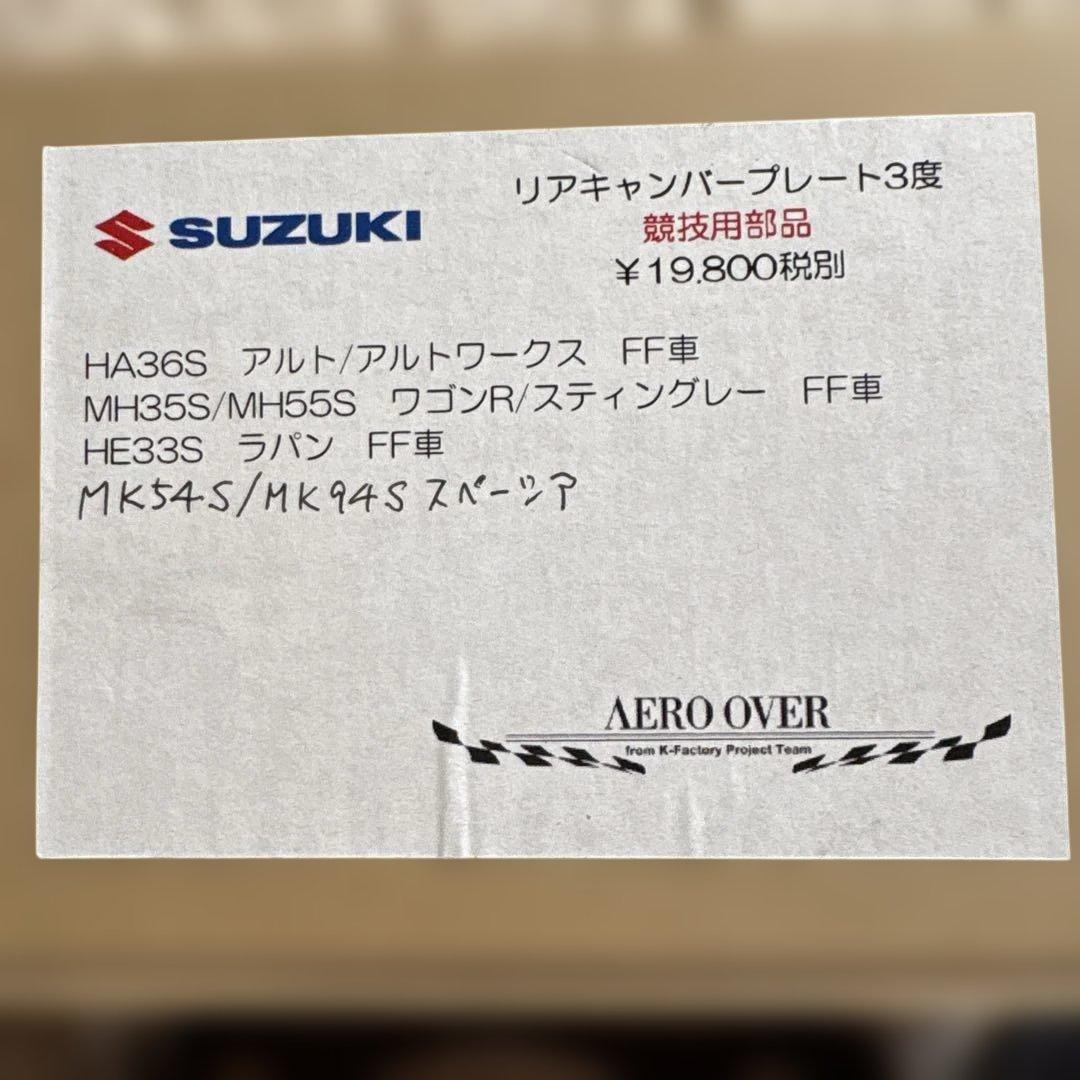 SUZUKI
リアキャンバープレート3度
競技用部品
¥19.800税別
HA36S アルト/アルトワークス FF車
MH35S/MH55S ワゴンR/スティングレー FF車
HE33S ラパン FF車
MK54S/MK94S スペーシア
AERO OVER
from K-Factory Project Team